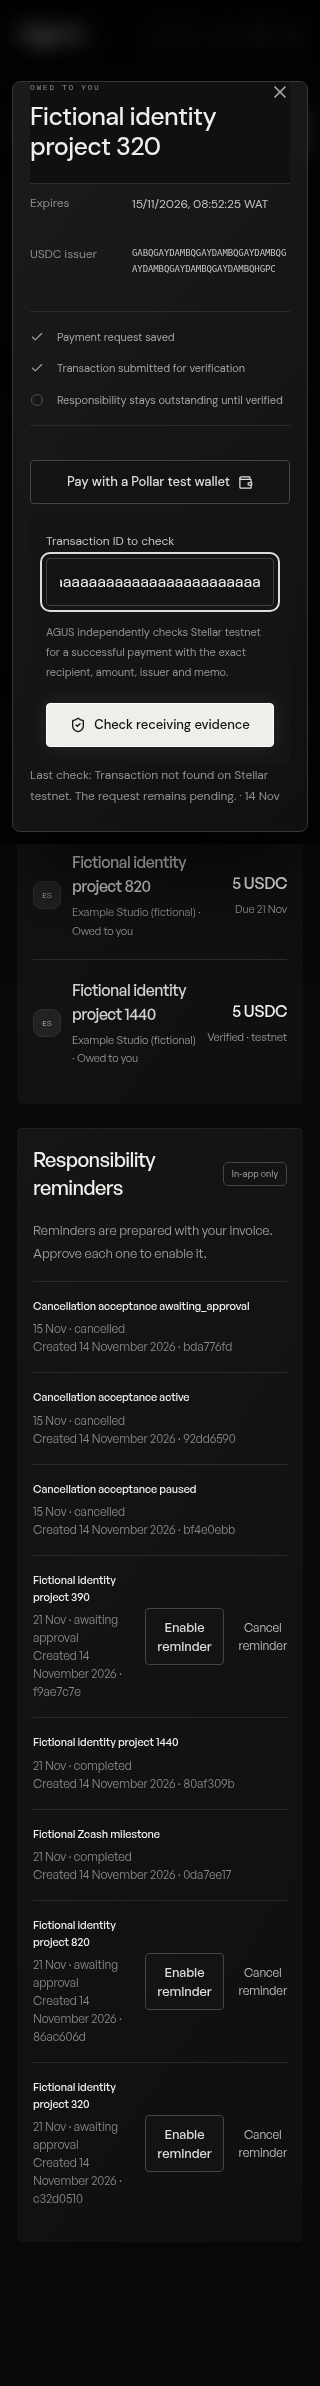 OWED TO YOU
Fictional identity
project 320
Expires
15/11/2026, 08:52:25 WAT
USDC issuer
GABQGAYDAMBQGAYDAMBQGAYDAMBQG
AYDAMBQGAYDAMBQGAYDAMBQHGPC
Payment request saved
Transaction submitted for verification
Responsibility stays outstanding until verified
Pay with a Pollar test wallet
Transaction ID to check
aaaaaaaaaaaaaaaaaaaaaaaa
AGUS independently checks Stellar testnet
for a successful payment with the exact
recipient, amount, issuer and memo.
Check receiving evidence
Last check: Transaction not found on Stellar
testnet. The request remains pending. · 14 Nov
Fictional identity
project 820
Example Studio (fictional) ·
Owed to you
ES
5 USDC
Due 21 Nov
Fictional identity
project 1440
Example Studio (fictional)
· Owed to you
ES
5 USDC
Verified · testnet
Responsibility
reminders
In-app only
Reminders are prepared with your invoice.
Approve each one to enable it.
Cancellation acceptance awaiting_approval
15 Nov · cancelled
Created 14 November 2026 · bda776fd
Cancellation acceptance active
15 Nov · cancelled
Created 14 November 2026 · 92dd6590
Cancellation acceptance paused
15 Nov · cancelled
Created 14 November 2026 · bf4e0ebb
Fictional identity
project 390
21 Nov · awaiting
approval
Created 14
November 2026 ·
f9ae7c7e
Enable
reminder
Cancel
reminder
Fictional identity project 1440
21 Nov · completed
Created 14 November 2026 · 80af309b
Fictional Zcash milestone
21 Nov · completed
Created 14 November 2026 · 0da7ee17
Fictional identity
project 820
21 Nov · awaiting
approval
Created 14
November 2026 ·
86ac606d
Enable
reminder
Cancel
reminder
Fictional identity
project 320
21 Nov · awaiting
approval
Created 14
November 2026 ·
c32d0510
Enable
reminder
Cancel
reminder